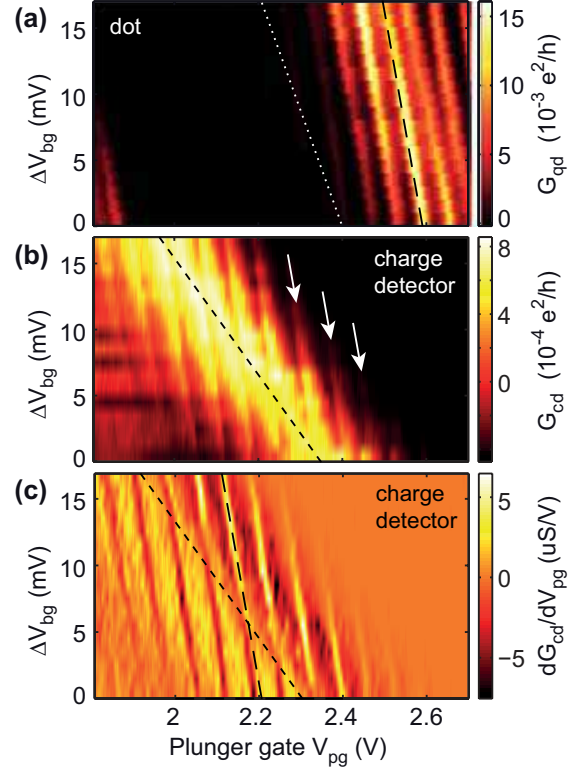 (a)
dot
ΔV_bg (mV)
15
10
5
0
G_qd (10⁻³ e²/h)
15
10
5
0
(b)
charge
detector
ΔV_bg (mV)
15
10
5
0
G_cd (10⁻⁴ e²/h)
8
4
0
(c)
charge
detector
ΔV_bg (mV)
15
10
5
0
dG_cd/dV_pg (uS/V)
5
0
−5
2
2.2
2.4
2.6
Plunger gate V_pg (V)